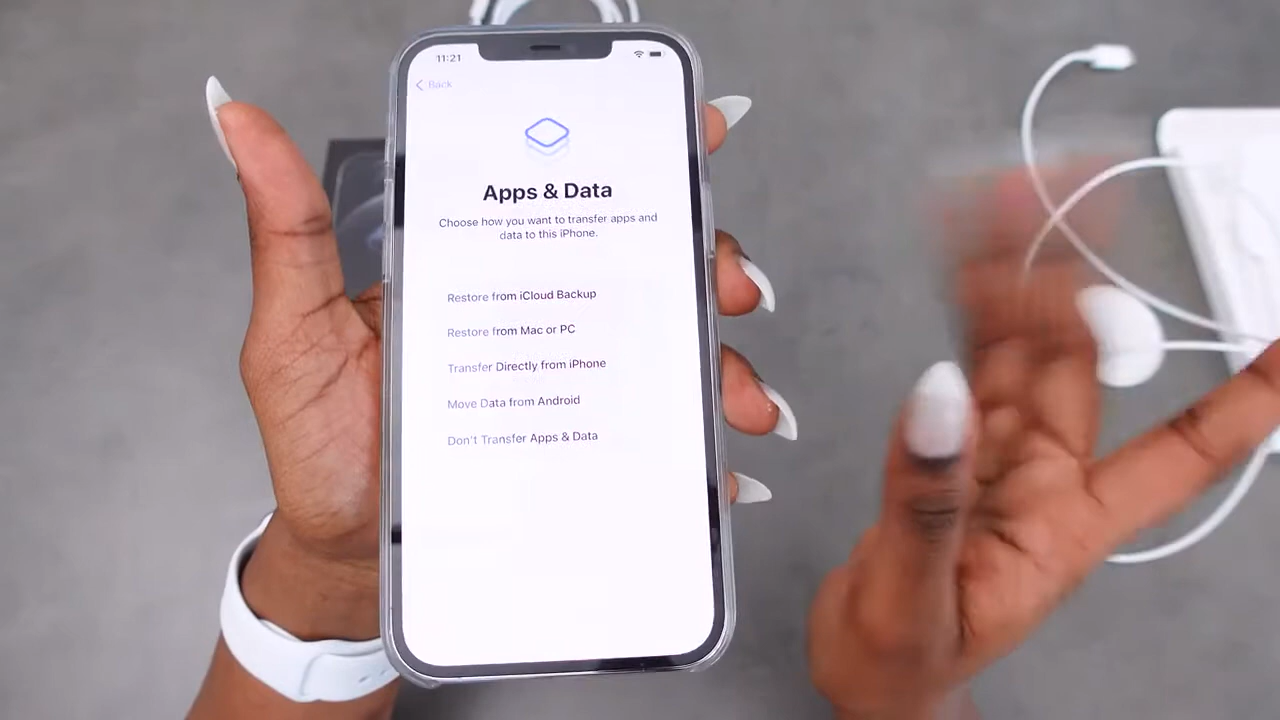 11:21
Back
Apps & Data
Choose how you want to transfer apps and
data to this iPhone.
Restore from iCloud Backup
Restore from Mac or PC
Transfer Directly from iPhone
Move Data from Android
Don't Transfer Apps & Data